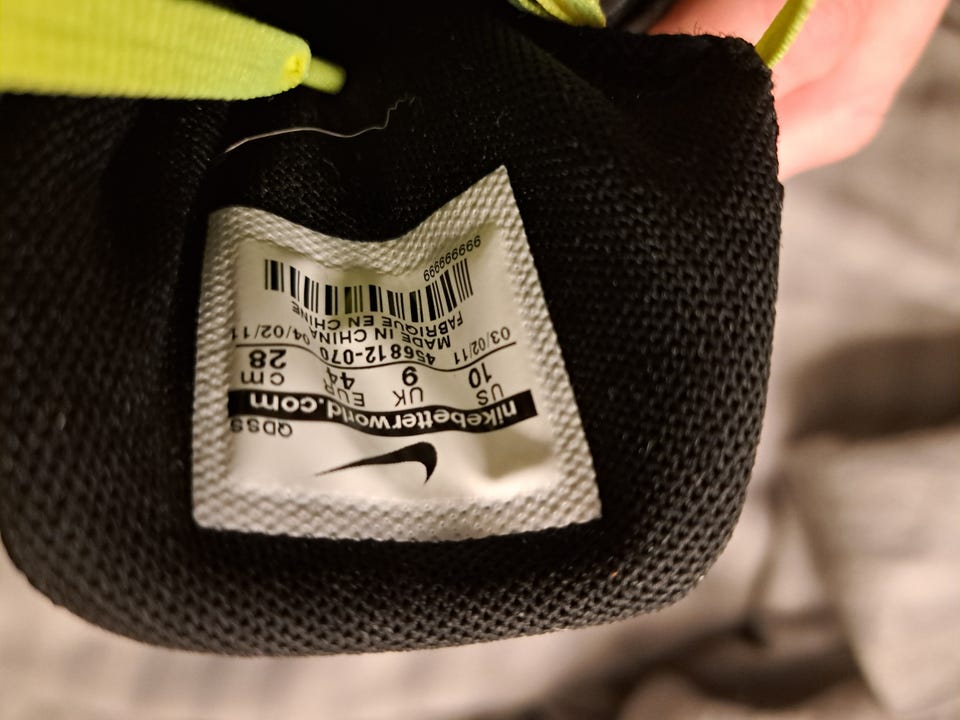 QDSS
nikebetterworld.com
US UK EUR cm
10 9 44 28
456812-070
03/02/11 MADE IN CHINA 04/02/11
FABRIQUE EN CHINE